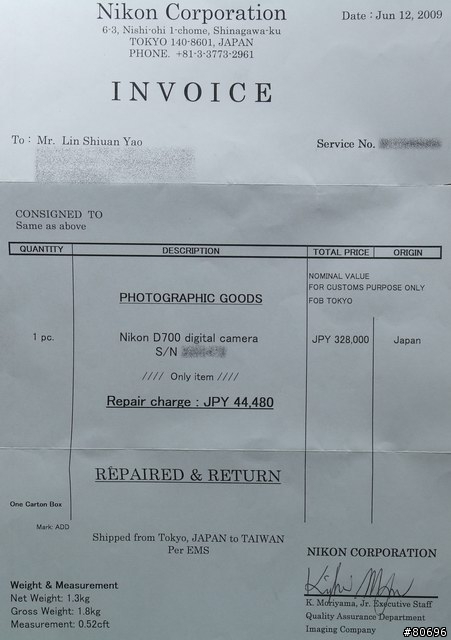 Nikon Corporation
Date : Jun 12, 2009
6-3, Nishi-ohi 1-chome, Shinagawa-ku
TOKYO 140-8601, JAPAN
PHONE. +81-3-3773-2961
INVOICE
To : Mr. Lin Shiuan Yao
Service No.
CONSIGNED TO
Same as above
QUANTITY DESCRIPTION TOTAL PRICE ORIGIN
NOMINAL VALUE
FOR CUSTOMS PURPOSE ONLY
FOB TOKYO
PHOTOGRAPHIC GOODS
1 pc. Nikon D700 digital camera JPY 328,000 Japan
S/N
//// Only item ////
Repair charge : JPY 44,480
REPAIRED & RETURN
One Carton Box
Mark: ADD
Shipped from Tokyo, JAPAN to TAIWAN
Per EMS
NIKON CORPORATION
K. Moriyama, Jr. Executive Staff
Quality Assurance Department
Imaging Company
Weight & Measurement
Net Weight: 1.3kg
Gross Weight: 1.8kg
Measurement: 0.52cft
#80696